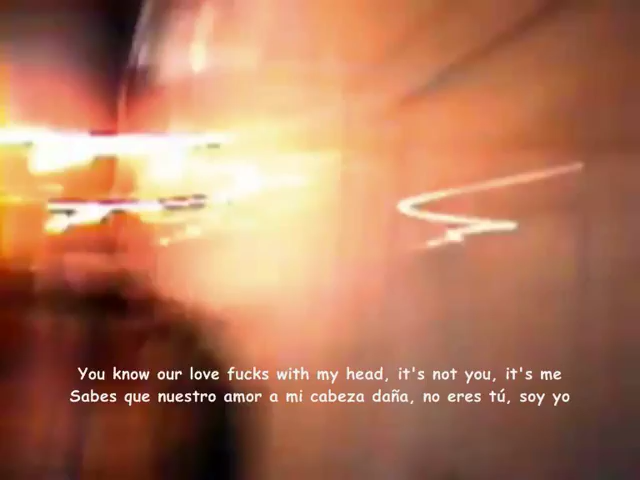 You know our love fucks with my head, it's not you, it's me
Sabes que nuestro amor a mi cabeza daña, no eres tú, soy yo